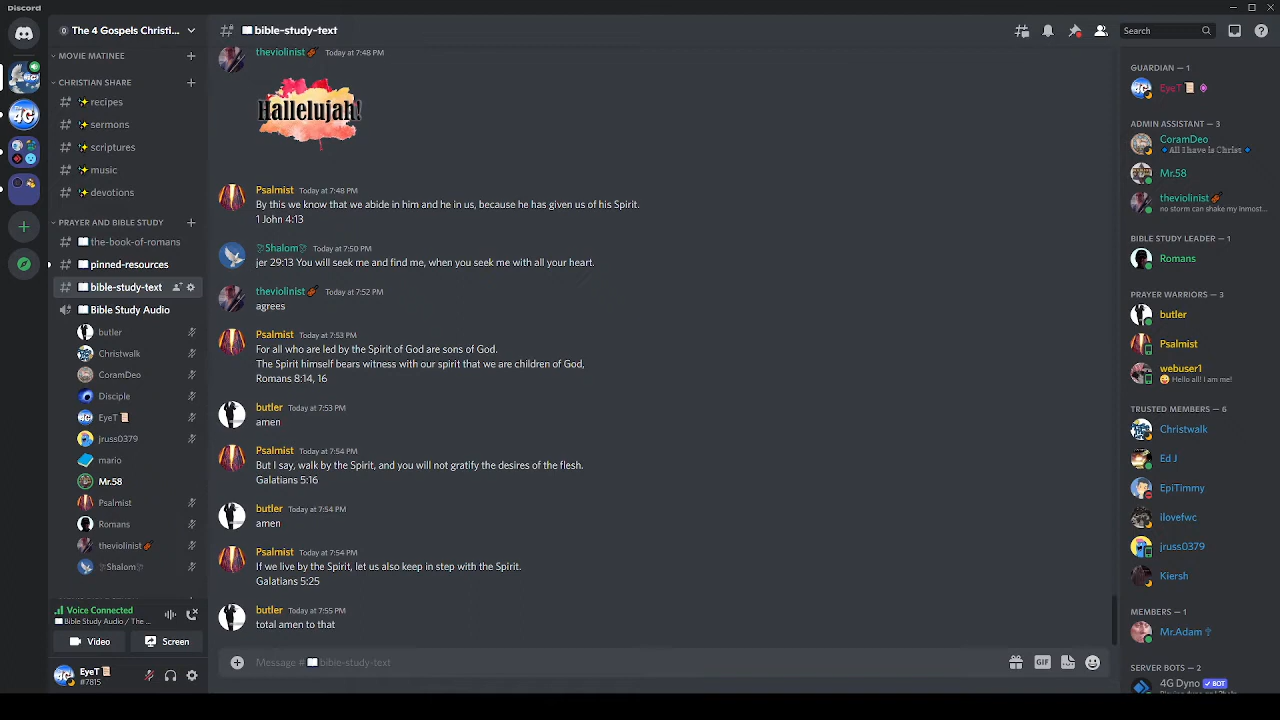 Discord
The 4 Gospels Christi...
MOVIE MATINEE
CHRISTIAN SHARE
✨recipes
✨sermons
✨scriptures
✨music
✨devotions
PRAYER AND BIBLE STUDY
the-book-of-romans
pinned-resources
bible-study-text
Bible Study Audio
butler
Christwalk
CoramDeo
Disciple
EyeT
jruss0379
mario
Mr.58
Psalmist
Romans
theviolinist
Shalom
Voice Connected
Bible Study Audio / The ...
Video
Screen
EyeT
#7815
bible-study-text
Search
theviolinist Today at 7:48 PM
Hallelujah!
Psalmist Today at 7:48 PM
By this we know that we abide in him and he in us, because he has given us of his Spirit.
1 John 4:13
Shalom Today at 7:50 PM
jer 29:13 You will seek me and find me, when you seek me with all your heart.
theviolinist Today at 7:52 PM
agrees
Psalmist Today at 7:53 PM
For all who are led by the Spirit of God are sons of God.
The Spirit himself bears witness with our spirit that we are children of God,
Romans 8:14, 16
butler Today at 7:53 PM
amen
Psalmist Today at 7:54 PM
But I say, walk by the Spirit, and you will not gratify the desires of the flesh.
Galatians 5:16
butler Today at 7:54 PM
amen
Psalmist Today at 7:54 PM
If we live by the Spirit, let us also keep in step with the Spirit.
Galatians 5:25
butler Today at 7:55 PM
total amen to that
Message #bible-study-text
GIF
GUARDIAN — 1
EyeT
ADMIN ASSISTANT — 3
CoramDeo
All I have is Christ
Mr.58
theviolinist
no storm can shake my inmost...
BIBLE STUDY LEADER — 1
Romans
PRAYER WARRIORS — 3
butler
Psalmist
webuser1
Hello all! I am me!
TRUSTED MEMBERS — 6
Christwalk
Ed J
EpiTimmy
ilovefwc
jruss0379
Kiersh
MEMBERS — 1
Mr.Adam
SERVER BOTS — 2
4G Dyno ✓ BOT